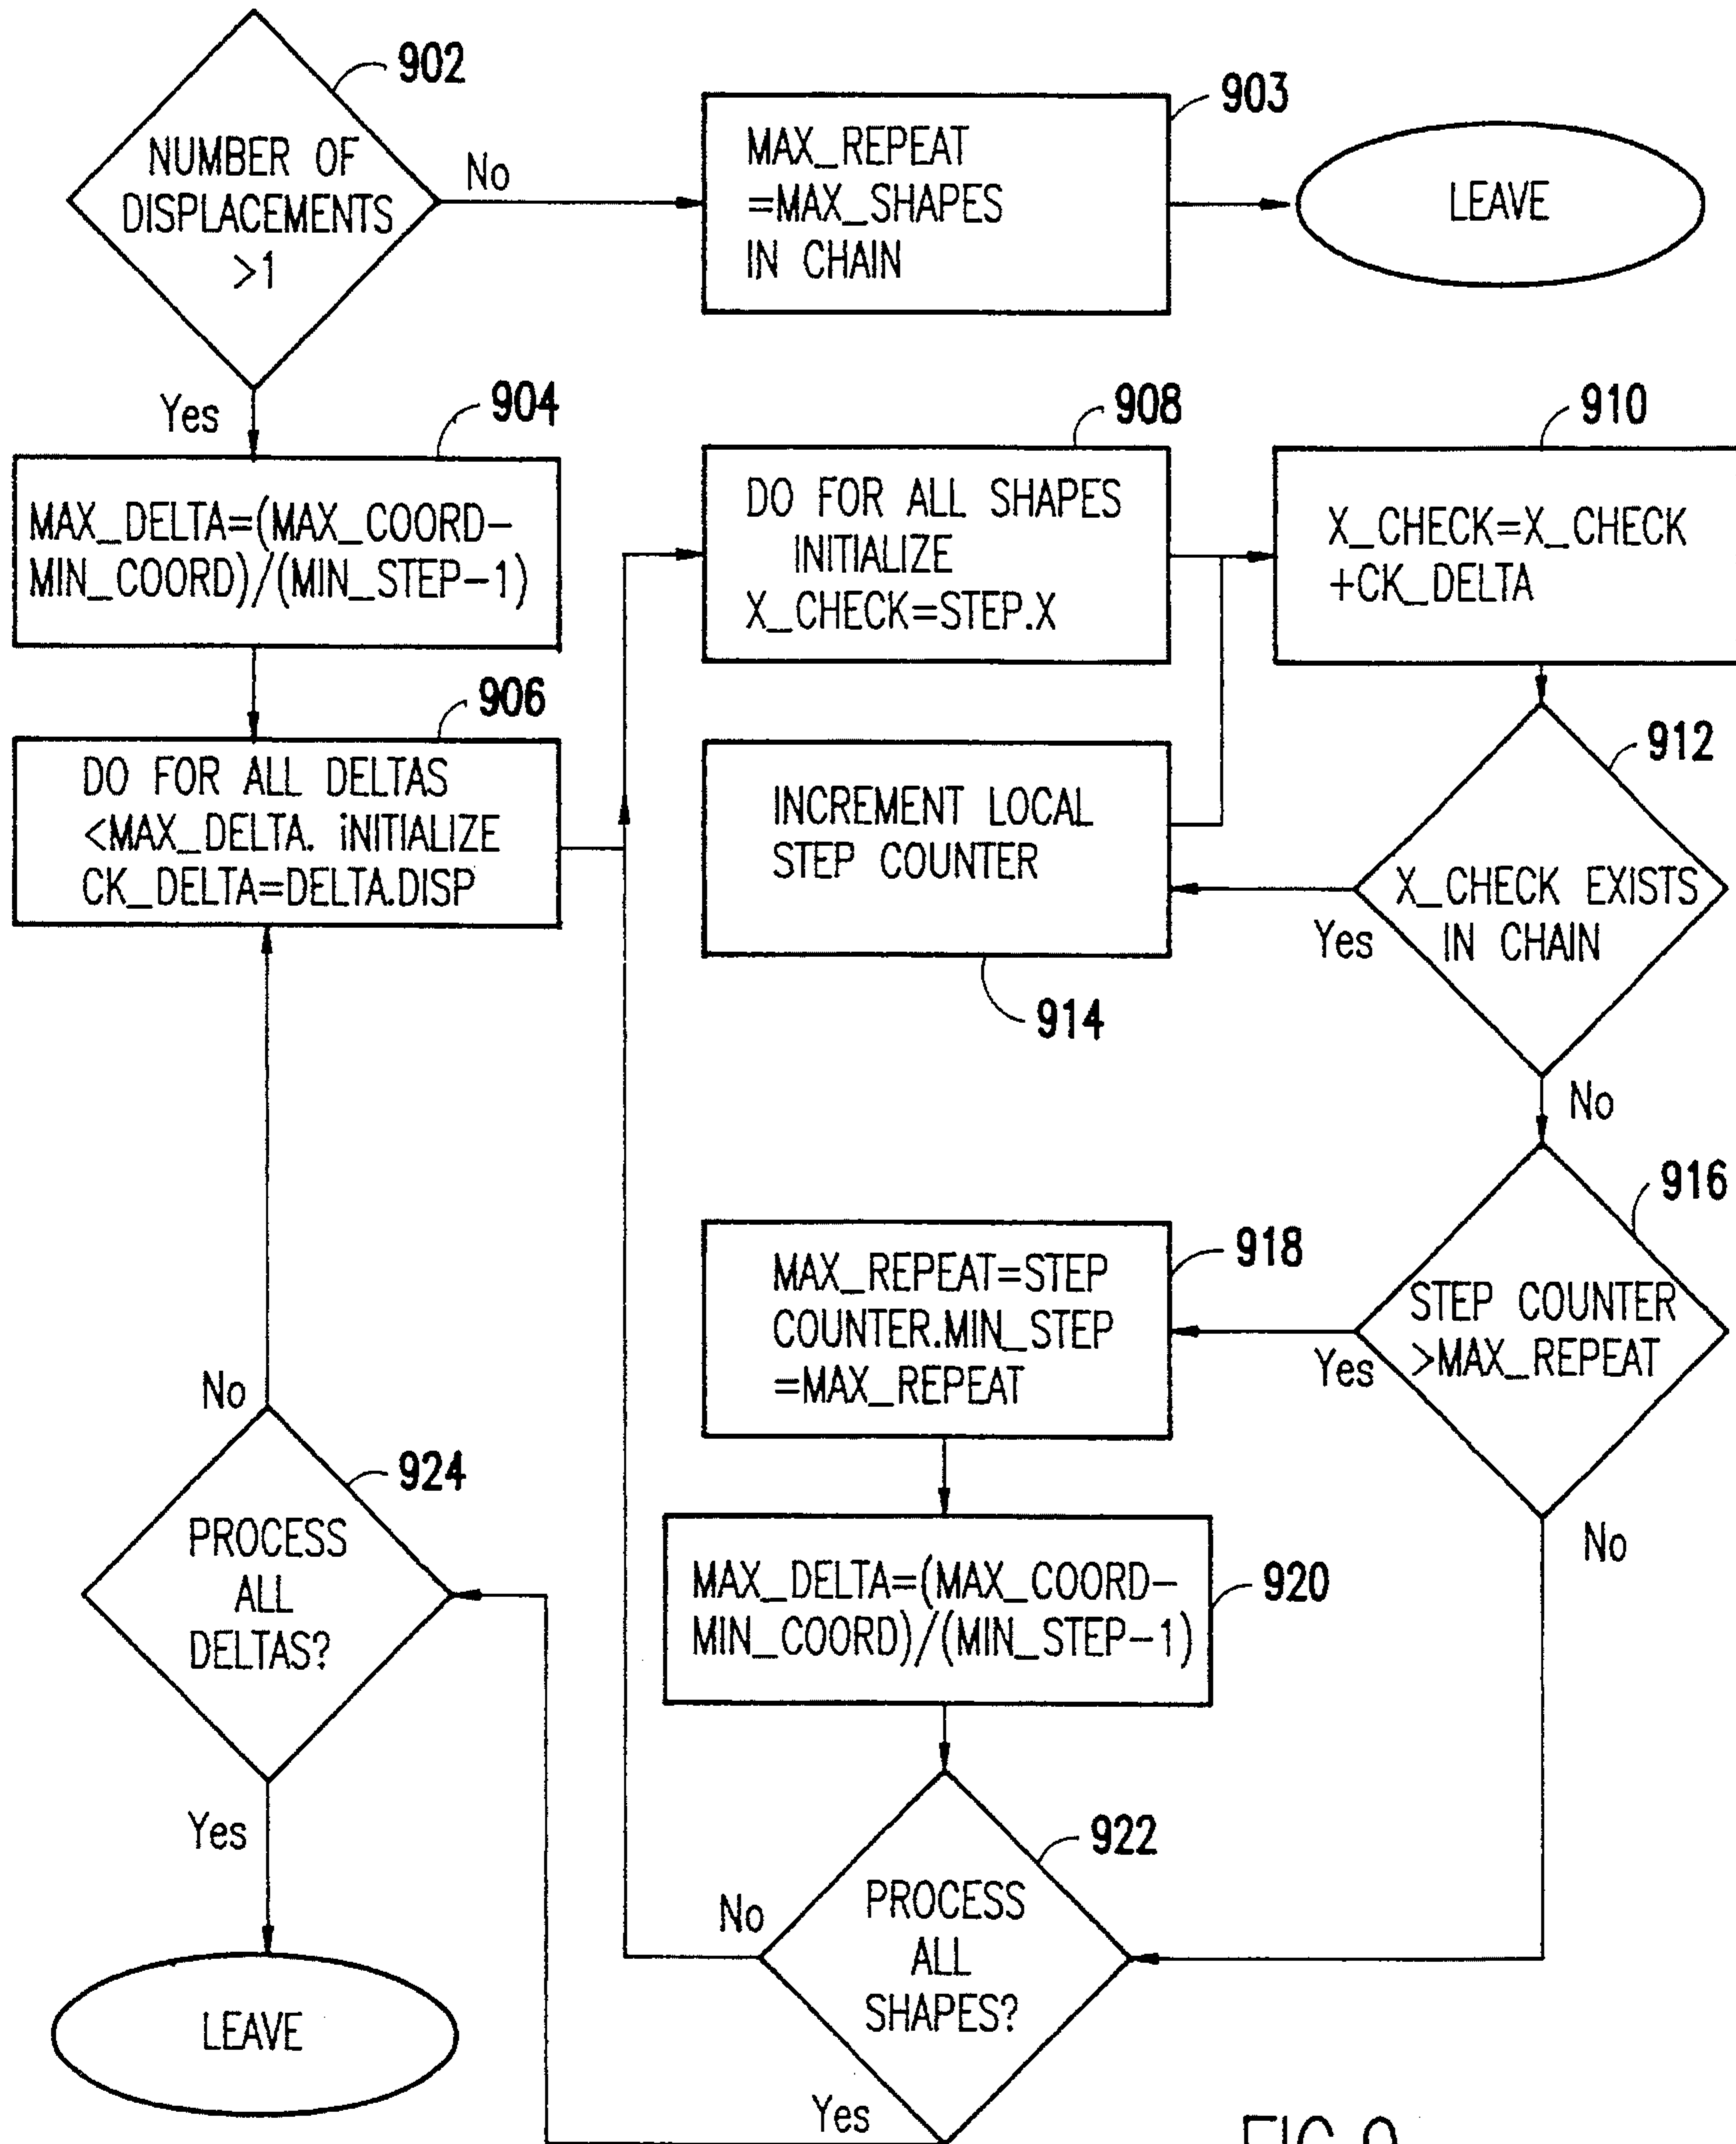 902
NUMBER OF
DISPLACEMENTS
>1
No
903
MAX_REPEAT
=MAX_SHAPES
IN CHAIN
LEAVE
Yes
904
MAX_DELTA=(MAX_COORD-
MIN_COORD)/(MIN_STEP-1)
906
DO FOR ALL DELTAS
<MAX_DELTA. iNITIALIZE
CK_DELTA=DELTA.DISP
908
DO FOR ALL SHAPES
INITIALIZE
X_CHECK=STEP.X
910
X_CHECK=X_CHECK
+CK_DELTA
912
X_CHECK EXISTS
IN CHAIN
Yes
INCREMENT LOCAL
STEP COUNTER
914
No
916
STEP COUNTER
>MAX_REPEAT
Yes
918
MAX_REPEAT=STEP
COUNTER.MIN_STEP
=MAX_REPEAT
No
920
MAX_DELTA=(MAX_COORD-
MIN_COORD)/(MIN_STEP-1)
922
PROCESS
ALL
SHAPES?
No
Yes
924
PROCESS
ALL
DELTAS?
No
Yes
LEAVE
FIG.9